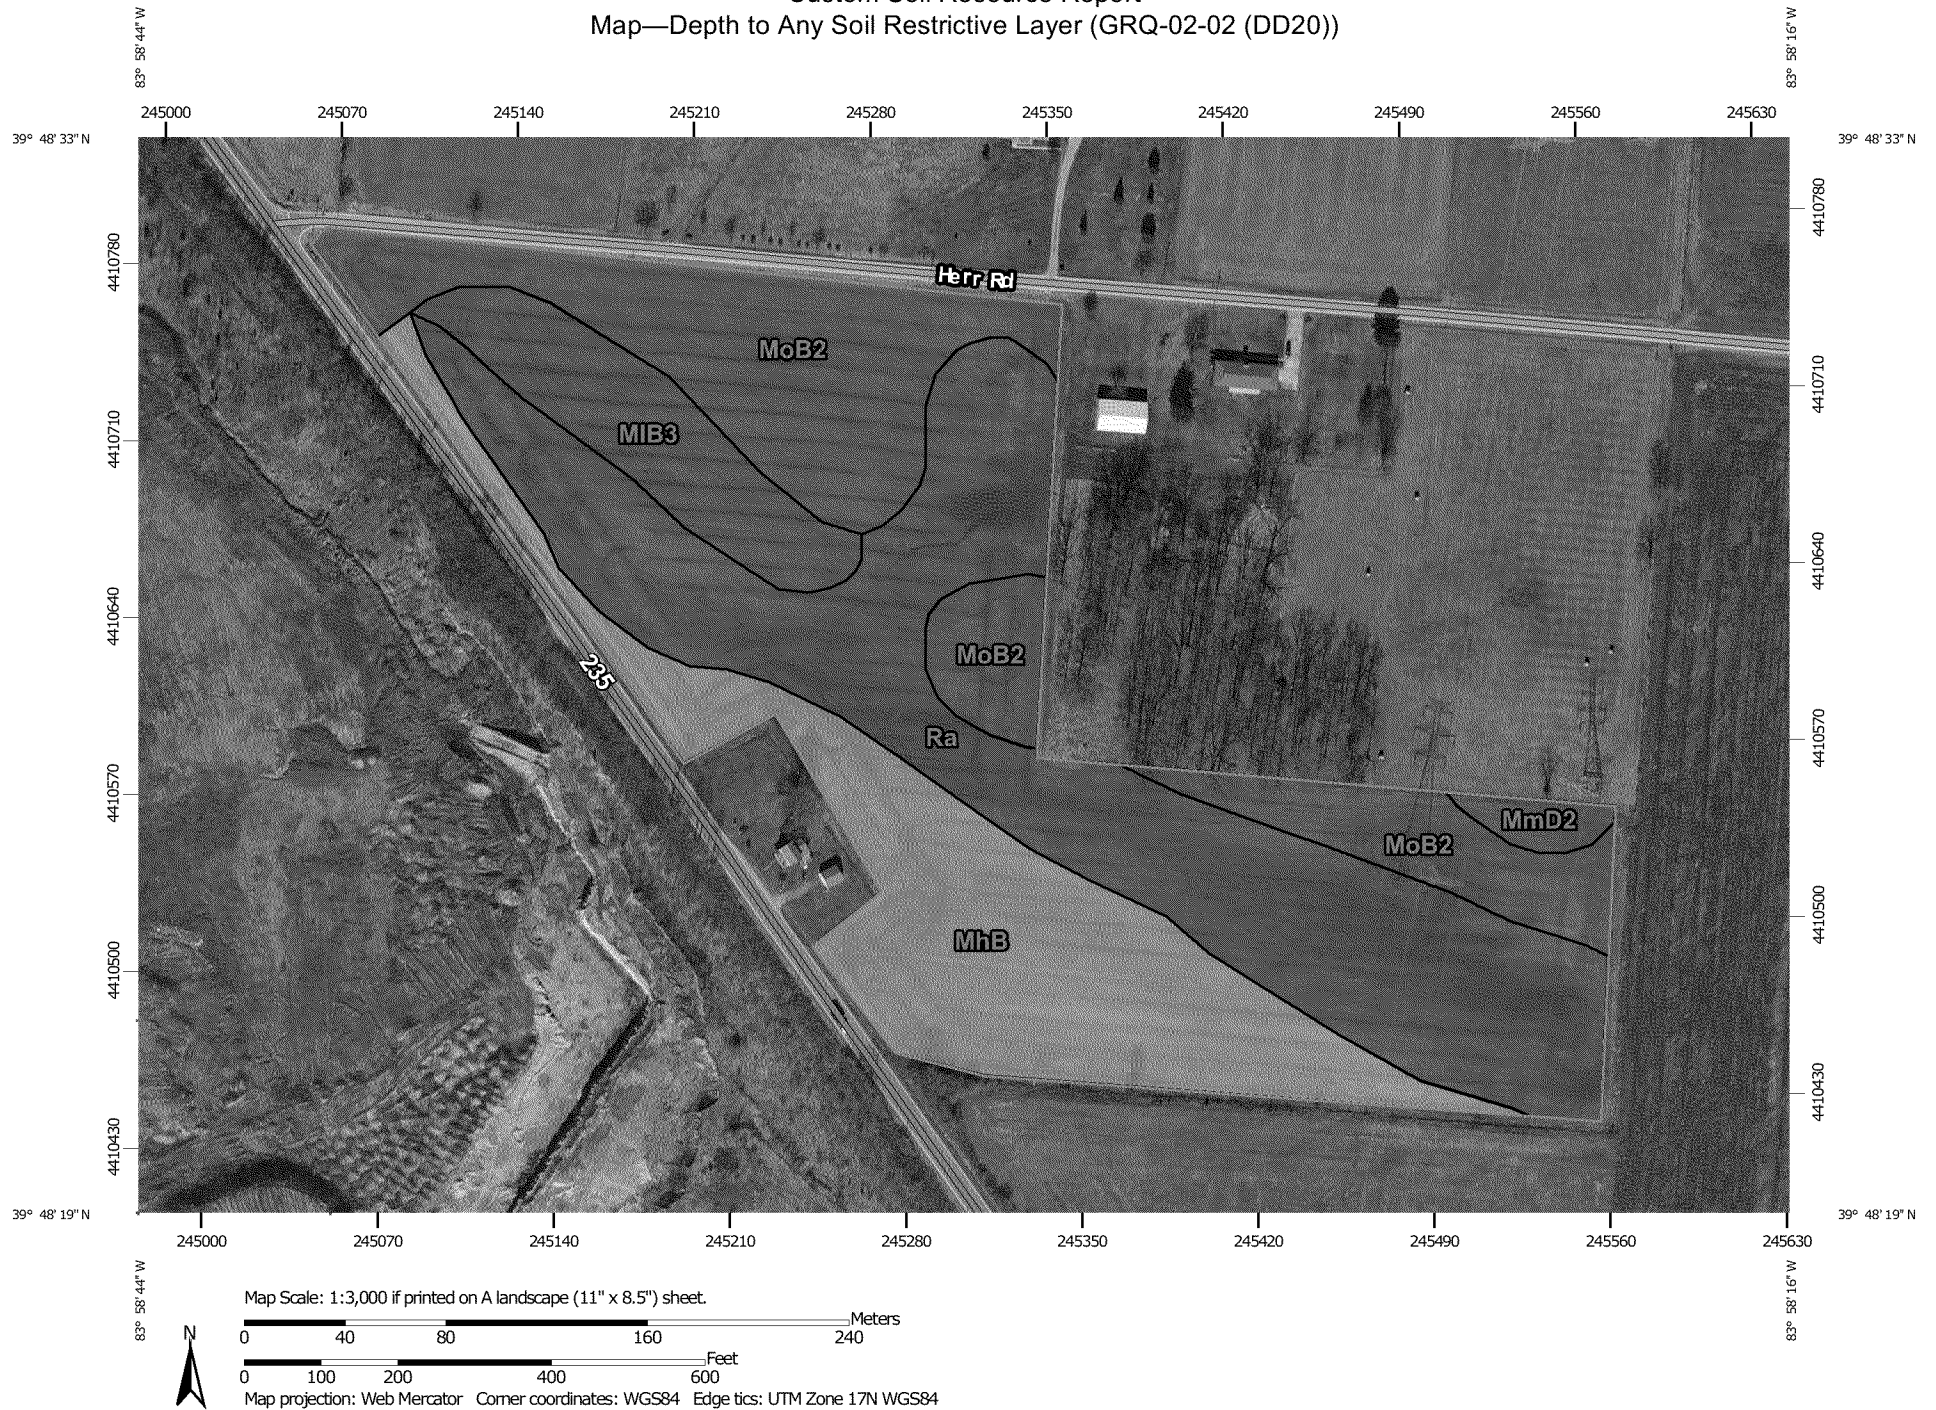 Custom Soil Resource Report
Map—Depth to Any Soil Restrictive Layer (GRQ-02-02 (DD20))
83° 58' 44" W
83° 58' 16" W
245000 245070 245140 245210 245280 245350 245420 245490 245560 245630
39° 48' 33" N
39° 48' 33" N
4410780
4410780
Herr Rd
MoB2
4410710
4410710
MIB3
4410640
4410640
MoB2
235
Ra
4410570
4410570
MmD2
MoB2
4410500
4410500
MhB
4410430
4410430
39° 48' 19" N
39° 48' 19" N
245000 245070 245140 245210 245280 245350 245420 245490 245560 245630
83° 58' 44" W
83° 58' 16" W
Map Scale: 1:3,000 if printed on A landscape (11" x 8.5") sheet.
Meters
0 40 80 160 240
N
Feet
0 100 200 400 600
Map projection: Web Mercator Corner coordinates: WGS84 Edge tics: UTM Zone 17N WGS84